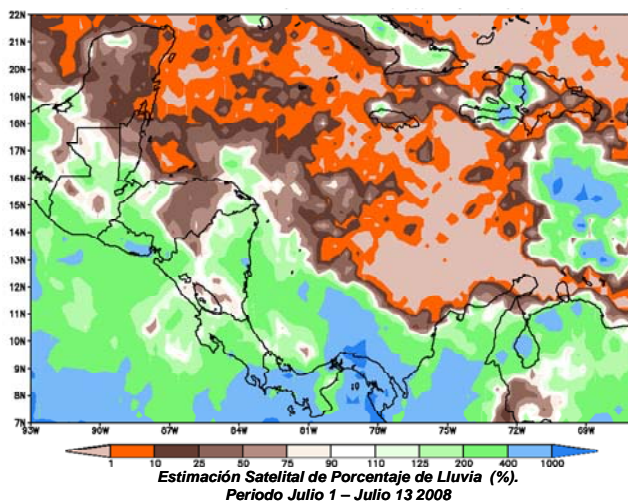 22N
21N
20N
19N
18N
17N
16N
15N
14N
13N
12N
11N
10N
9N
8N
7N
93W 90W 87W 84W 81W 78W 75W 72W 69W
1 10 25 50 75 90 110 125 200 400 1000
Estimación Satelital de Porcentaje de Lluvia (%).
Periodo Julio 1 – Julio 13 2008